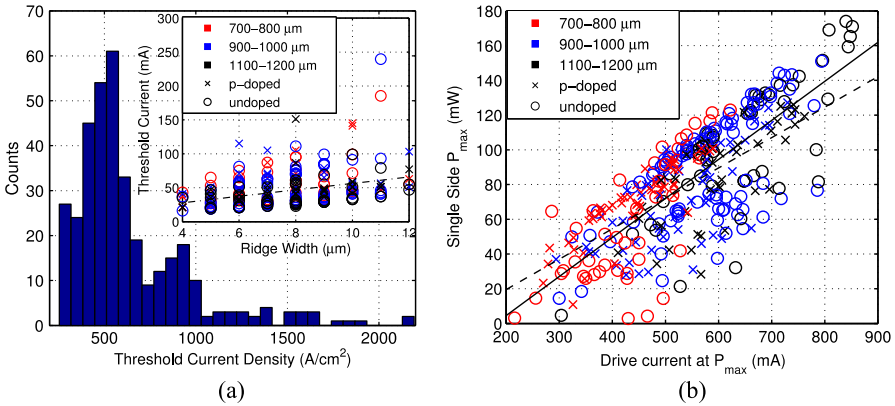 70
60
50
40
30
20
10
0
Counts
500
1000
1500
2000
Threshold Current Density (A/cm²)
300
250
200
150
100
50
0
Threshold Current (mA)
4
6
8
10
12
Ridge Width (μm)
700–800 μm
900–1000 μm
1100–1200 μm
p–doped
undoped
(a)
180
160
140
120
100
80
60
40
20
0
Single Side Pmax (mW)
200
300
400
500
600
700
800
900
Drive current at Pmax (mA)
700–800 μm
900–1000 μm
1100–1200 μm
p–doped
undoped
(b)